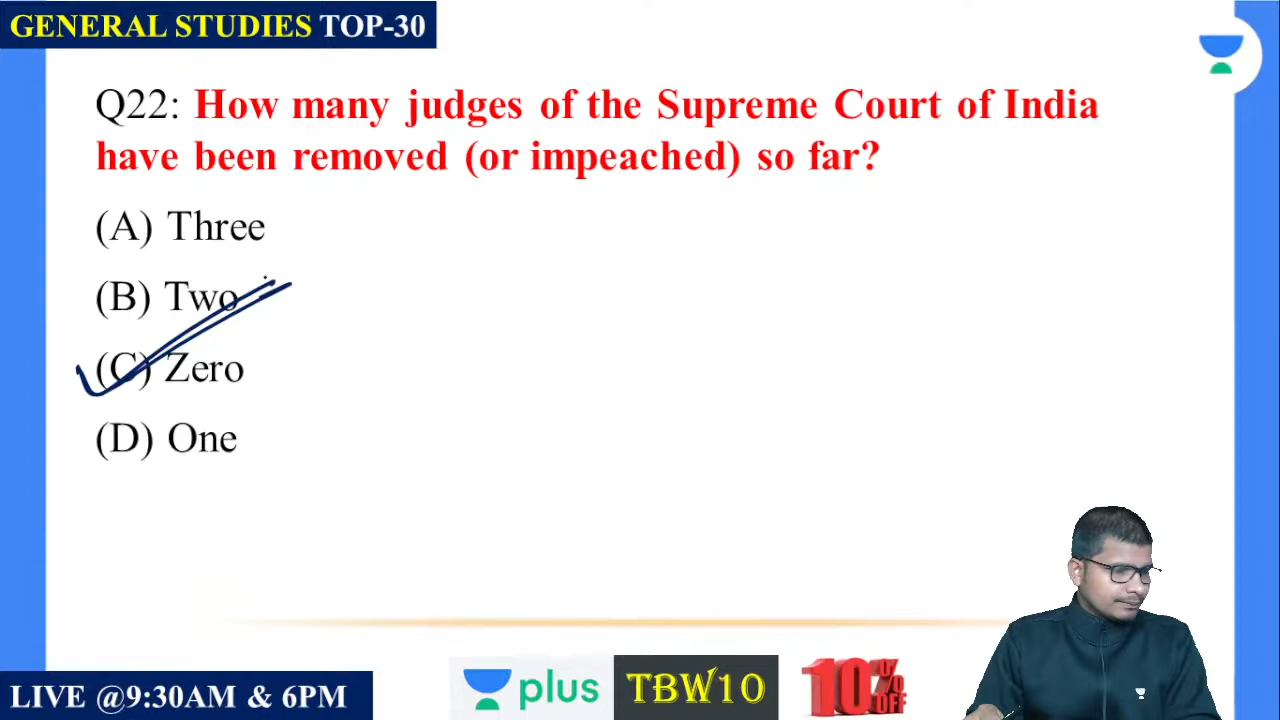 GENERAL STUDIES TOP-30
Q22: How many judges of the Supreme Court of India
have been removed (or impeached) so far?
(A) Three
(B) Two
(C) Zero
(D) One
LIVE @9:30AM & 6PM
plus
TBW10
10% OFF